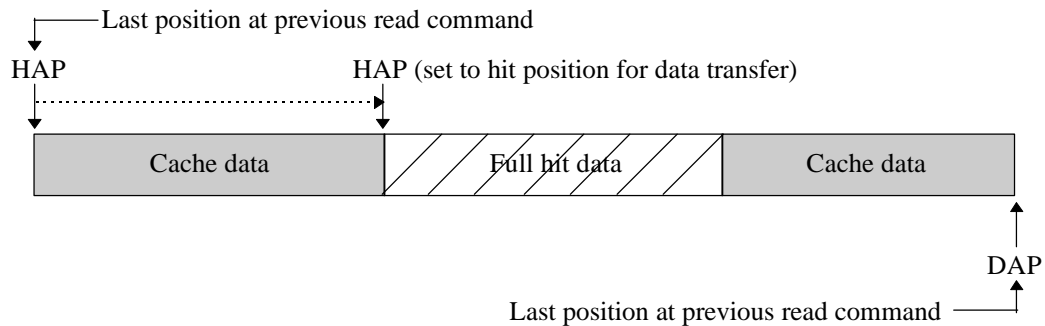 Last position at previous read command
HAP
HAP (set to hit position for data transfer)
Cache data
Full hit data
Cache data
DAP
Last position at previous read command